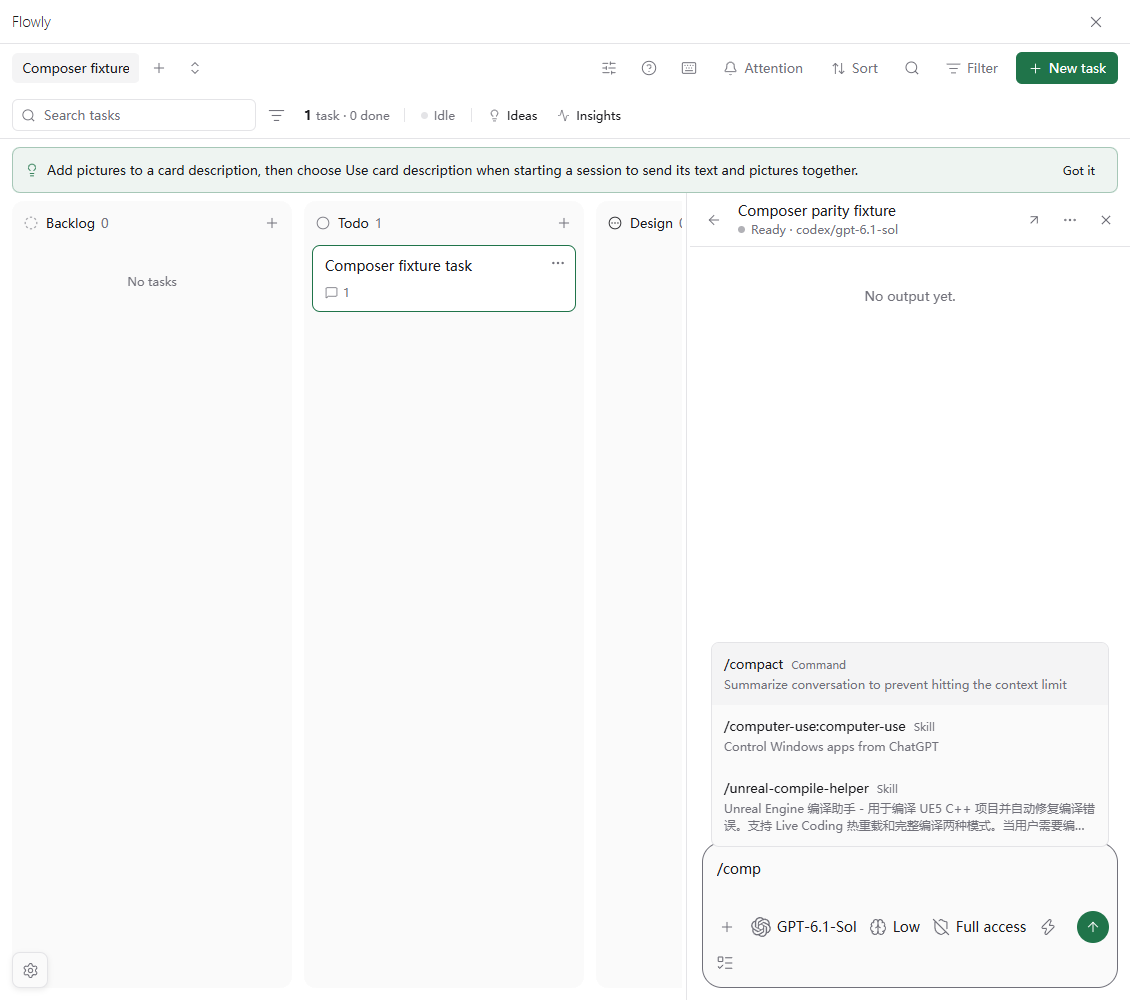 Flowly
Composer fixture
Attention
Sort
Filter
New task
Search tasks
1 task · 0 done
Idle
Ideas
Insights
Add pictures to a card description, then choose Use card description when starting a session to send its text and pictures together.
Got it
Backlog 0
No tasks
Todo 1
Composer fixture task
1
Design
Composer parity fixture
Ready · codex/gpt-6.1-sol
No output yet.
/compact Command
Summarize conversation to prevent hitting the context limit
/computer-use:computer-use Skill
Control Windows apps from ChatGPT
/unreal-compile-helper Skill
Unreal Engine 编译助手 - 用于编译 UE5 C++ 项目并自动修复编译错
误。支持 Live Coding 热重载和完整编译两种模式。当用户需要编...
/comp
GPT-6.1-Sol
Low
Full access